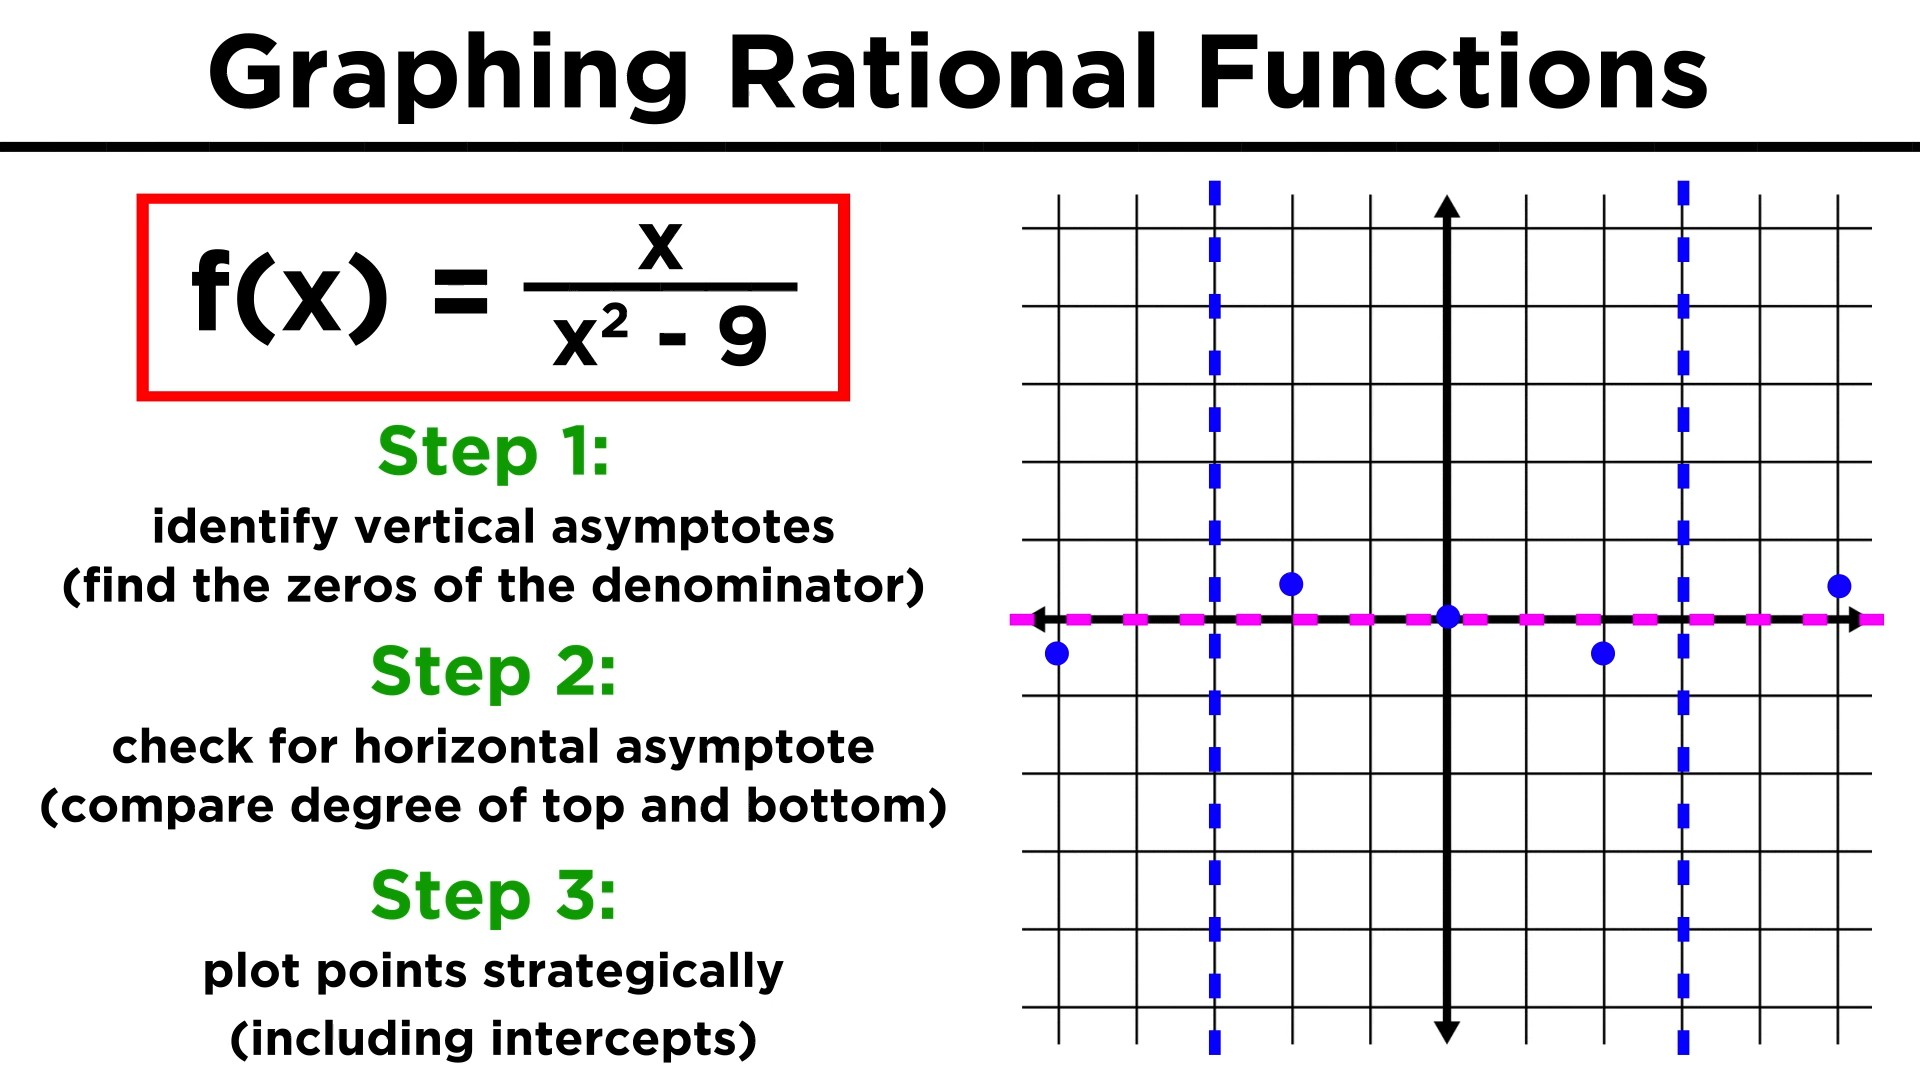 Graphing Rational Functions
f(x) = x / x² - 9
Step 1:
identify vertical asymptotes
(find the zeros of the denominator)
Step 2:
check for horizontal asymptote
(compare degree of top and bottom)
Step 3:
plot points strategically
(including intercepts)